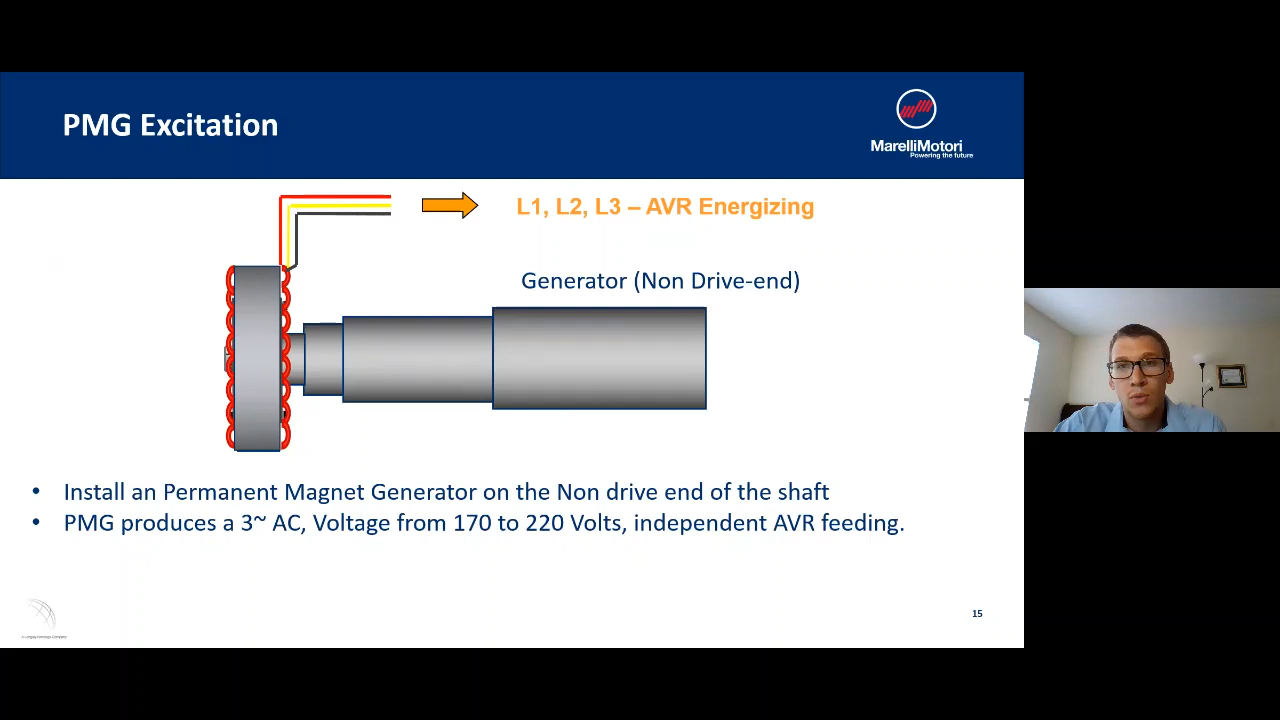 PMG Excitation
MarelliMotori
Powering the future
L1, L2, L3 – AVR Energizing
Generator (Non Drive-end)
• Install an Permanent Magnet Generator on the Non drive end of the shaft
• PMG produces a 3~ AC, Voltage from 170 to 220 Volts, independent AVR feeding.
15